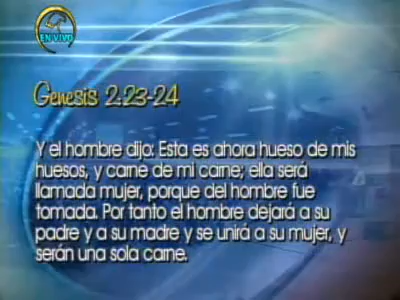 EN VIVO
Genesis 2:23-24
Y el hombre dijo: Esta es ahora hueso de mis
huesos, y carne de mi carne; ella será
llamada mujer, porque del hombre fue
tomada. Por tanto el hombre dejará a su
padre y a su madre y se unirá a su mujer, y
serán una sola carne.